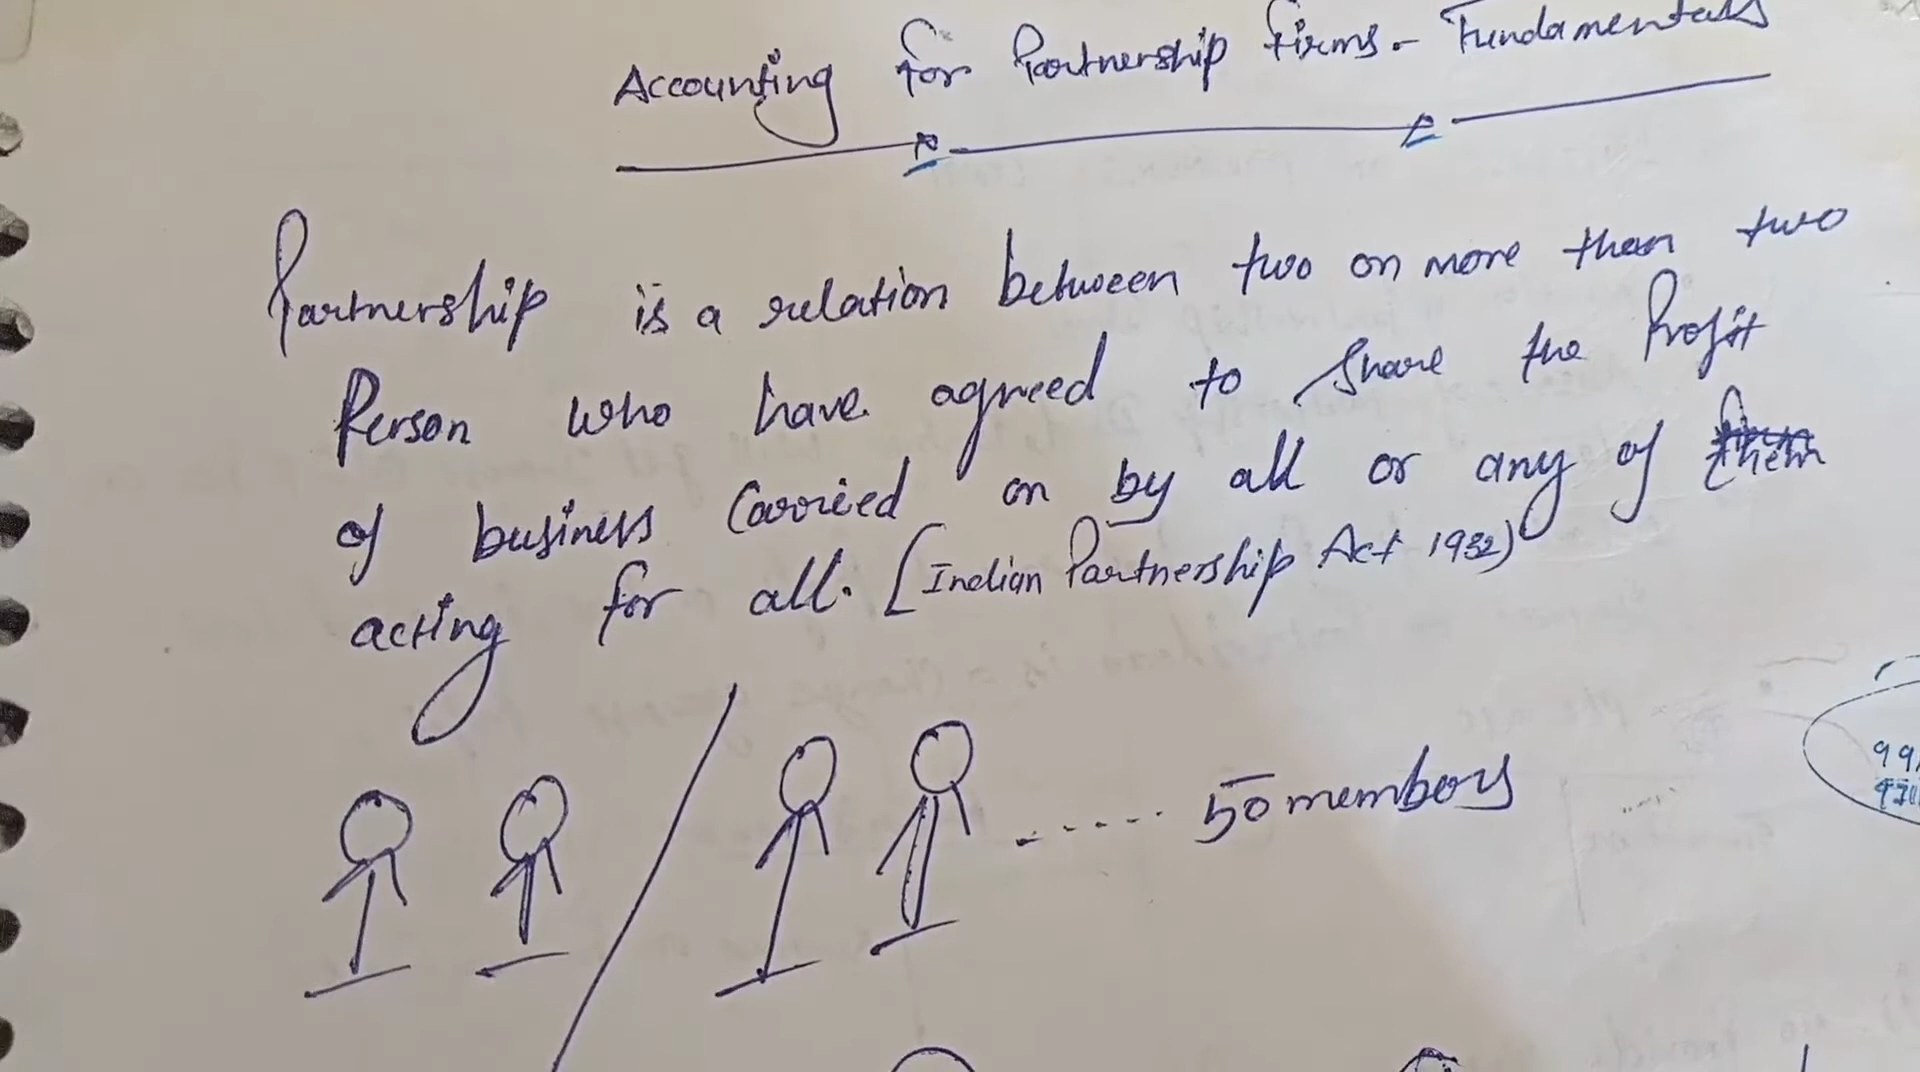 Accounting for Partnership Firms - Fundamentals
Partnership is a relation between two or more than two
Person who have agreed to share the Profit
of business Carried on by all or any of them
acting for all. [Indian Partnership Act 1932)
..... 50 members